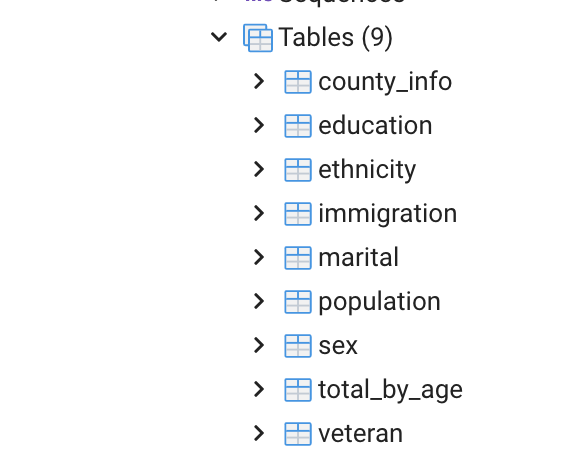 Tables (9)
county_info
education
ethnicity
immigration
marital
population
sex
total_by_age
veteran